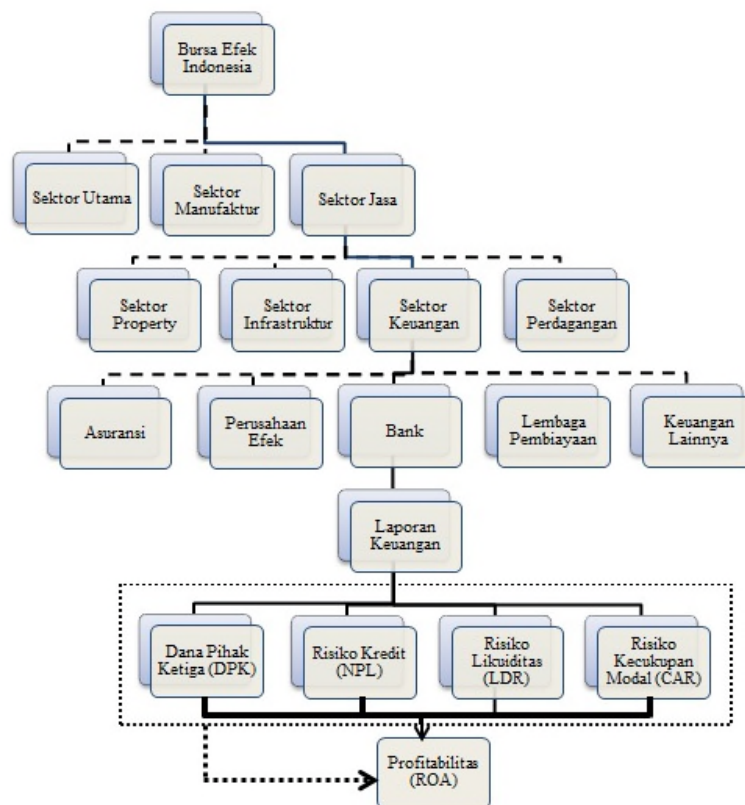 Bursa Efek
Indonesia
Sektor Utama
Sektor
Manufaktur
Sektor Jasa
Sektor
Property
Sektor
Infrastruktur
Sektor
Keuangan
Sektor
Perdagangan
Asuransi
Perusahaan
Efek
Bank
Lembaga
Pembiayaan
Keuangan
Lainnya
Laporan
Keuangan
Dana Pihak
Ketiga (DPK)
Risiko Kredit
(NPL)
Risiko
Likuiditas
(LDR)
Risiko
Kecukupan
Modal (CAR)
Profitabilitas
(ROA)